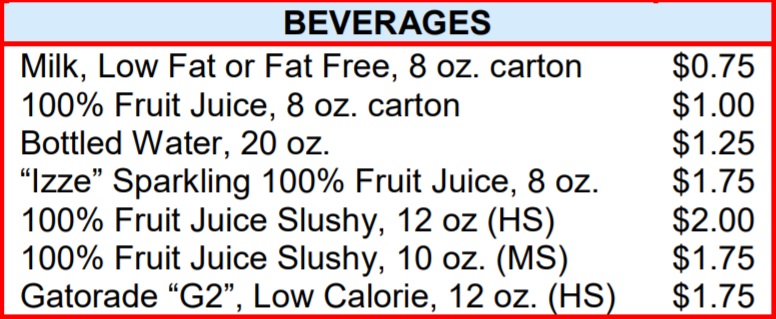 BEVERAGES
Milk, Low Fat or Fat Free, 8 oz. carton $0.75
100% Fruit Juice, 8 oz. carton $1.00
Bottled Water, 20 oz. $1.25
“Izze” Sparkling 100% Fruit Juice, 8 oz. $1.75
100% Fruit Juice Slushy, 12 oz (HS) $2.00
100% Fruit Juice Slushy, 10 oz. (MS) $1.75
Gatorade “G2”, Low Calorie, 12 oz. (HS) $1.75